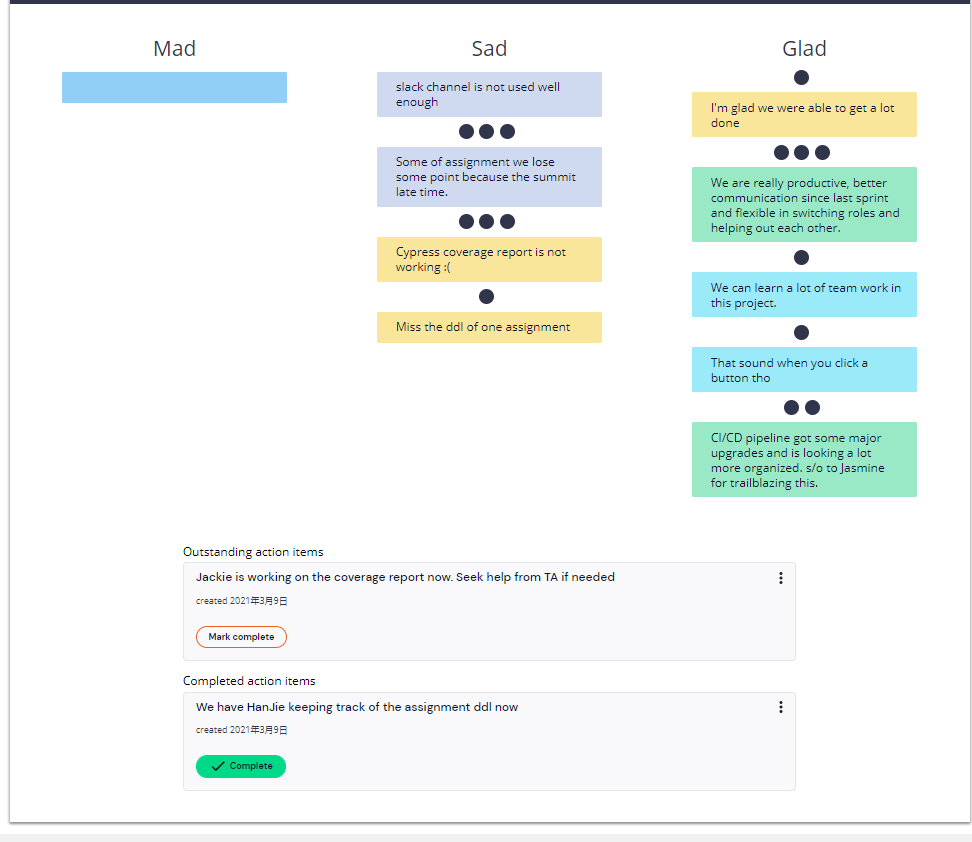 Mad
Sad
Glad
slack channel is not used well
enough
Some of assignment we lose
some point because the summit
late time.
Cypress coverage report is not
working :(
Miss the ddl of one assignment
I'm glad we were able to get a lot
done
We are really productive, better
communication since last sprint
and flexible in switching roles and
helping out each other.
We can learn a lot of team work in
this project.
That sound when you click a
button tho
CI/CD pipeline got some major
upgrades and is looking a lot
more organized. s/o to Jasmine
for trailblazing this.
Outstanding action items
Jackie is working on the coverage report now. Seek help from TA if needed
created 2021年3月9日
Mark complete
Completed action items
We have HanJie keeping track of the assignment ddl now
created 2021年3月9日
Complete